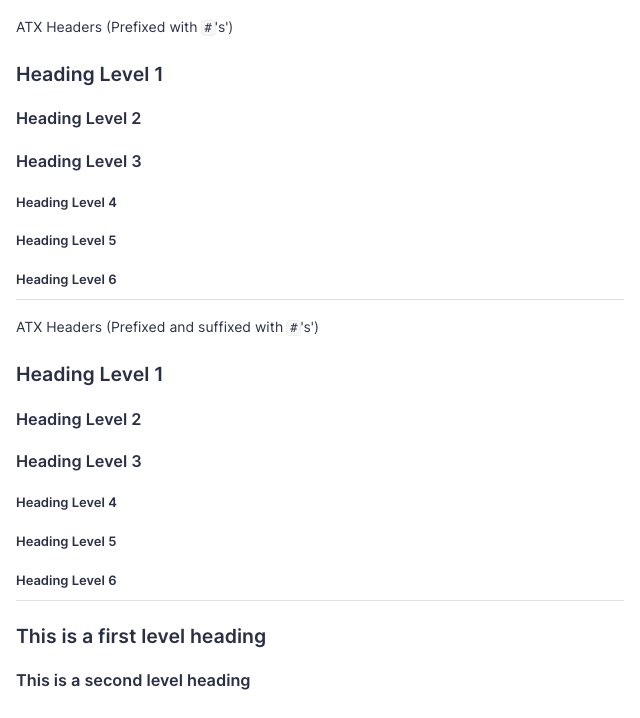 ATX Headers (Prefixed with #'s')
Heading Level 1
Heading Level 2
Heading Level 3
Heading Level 4
Heading Level 5
Heading Level 6
ATX Headers (Prefixed and suffixed with #'s')
Heading Level 1
Heading Level 2
Heading Level 3
Heading Level 4
Heading Level 5
Heading Level 6
This is a first level heading
This is a second level heading